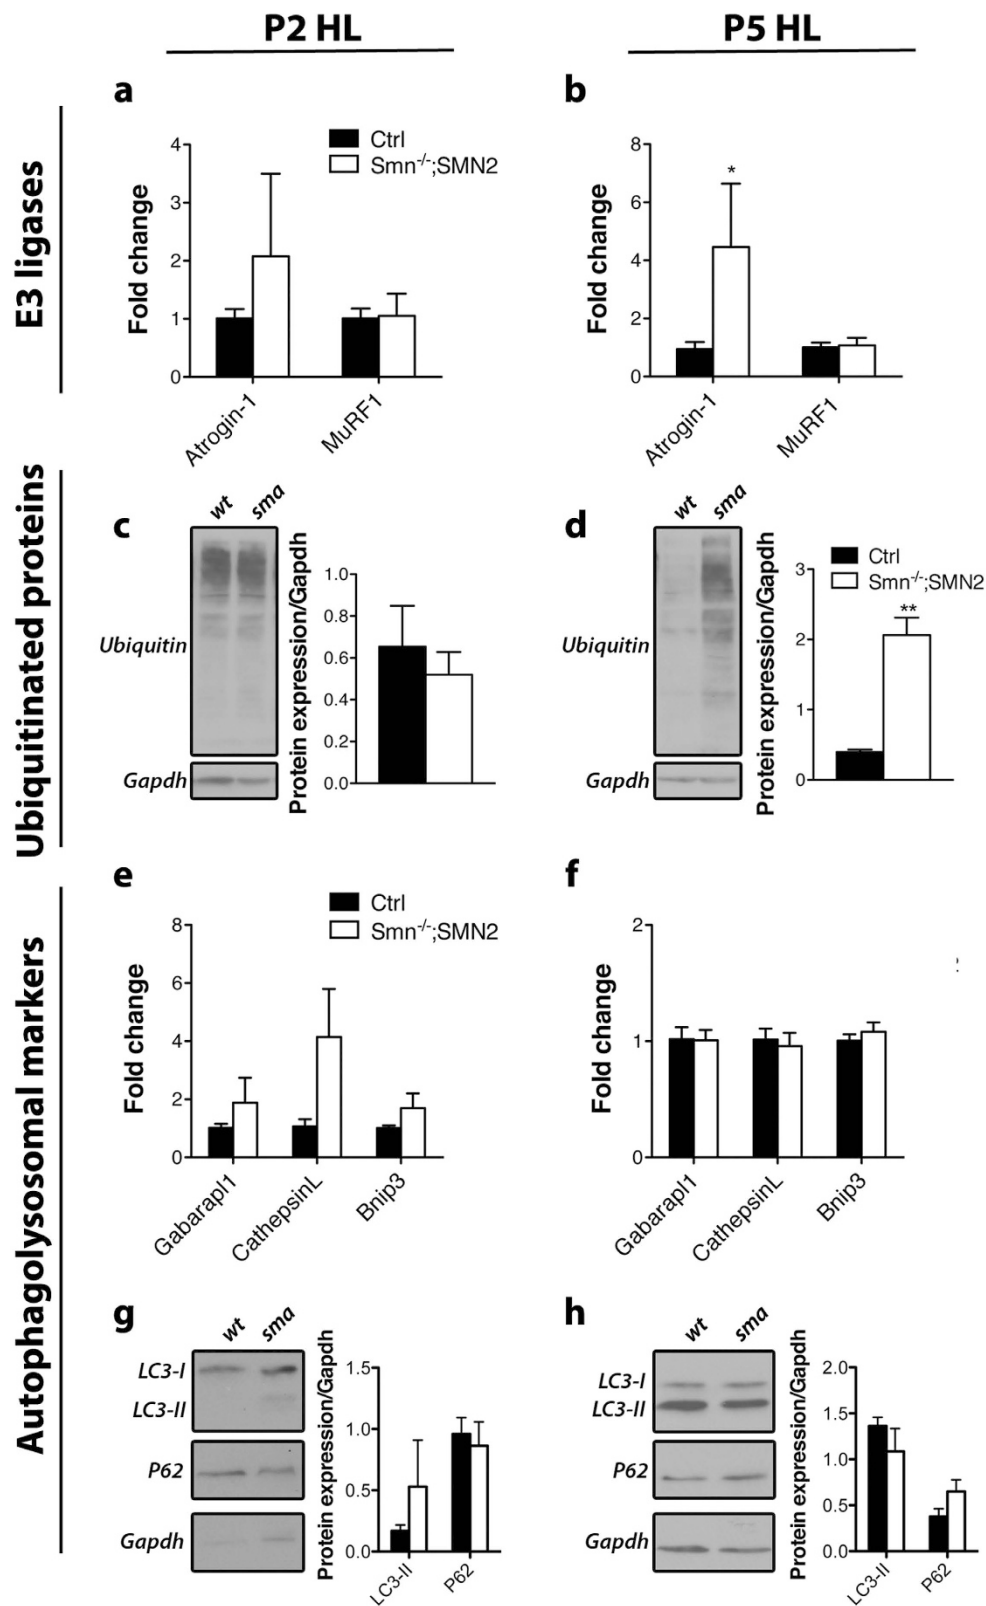 P2 HL
P5 HL
E3 ligases
a
Ctrl
Smn-/-;SMN2
Fold change
4
3
2
1
0
Atrogin-1
MuRF1
b
Fold change
8
6
4
2
0
*
Atrogin-1
MuRF1
Ubiquitinated proteins
c
wt
sma
Ubiquitin
Gapdh
Protein expression/Gapdh
1.0
0.8
0.6
0.4
0.2
0.0
d
wt
sma
Ubiquitin
Gapdh
Protein expression/Gapdh
Ctrl
Smn-/-;SMN2
3
2
1
0
**
Autophagolysosomal markers
e
Ctrl
Smn-/-;SMN2
Fold change
8
6
4
2
0
Gabarapl1
CathepsinL
Bnip3
f
Fold change
2
1
0
Gabarapl1
CathepsinL
Bnip3
g
wt
sma
LC3-I
LC3-II
P62
Gapdh
Protein expression/Gapdh
1.5
1.0
0.5
0.0
LC3-II
P62
h
wt
sma
LC3-I
LC3-II
P62
Gapdh
Protein expression/Gapdh
2.0
1.5
1.0
0.5
0.0
LC3-II
P62